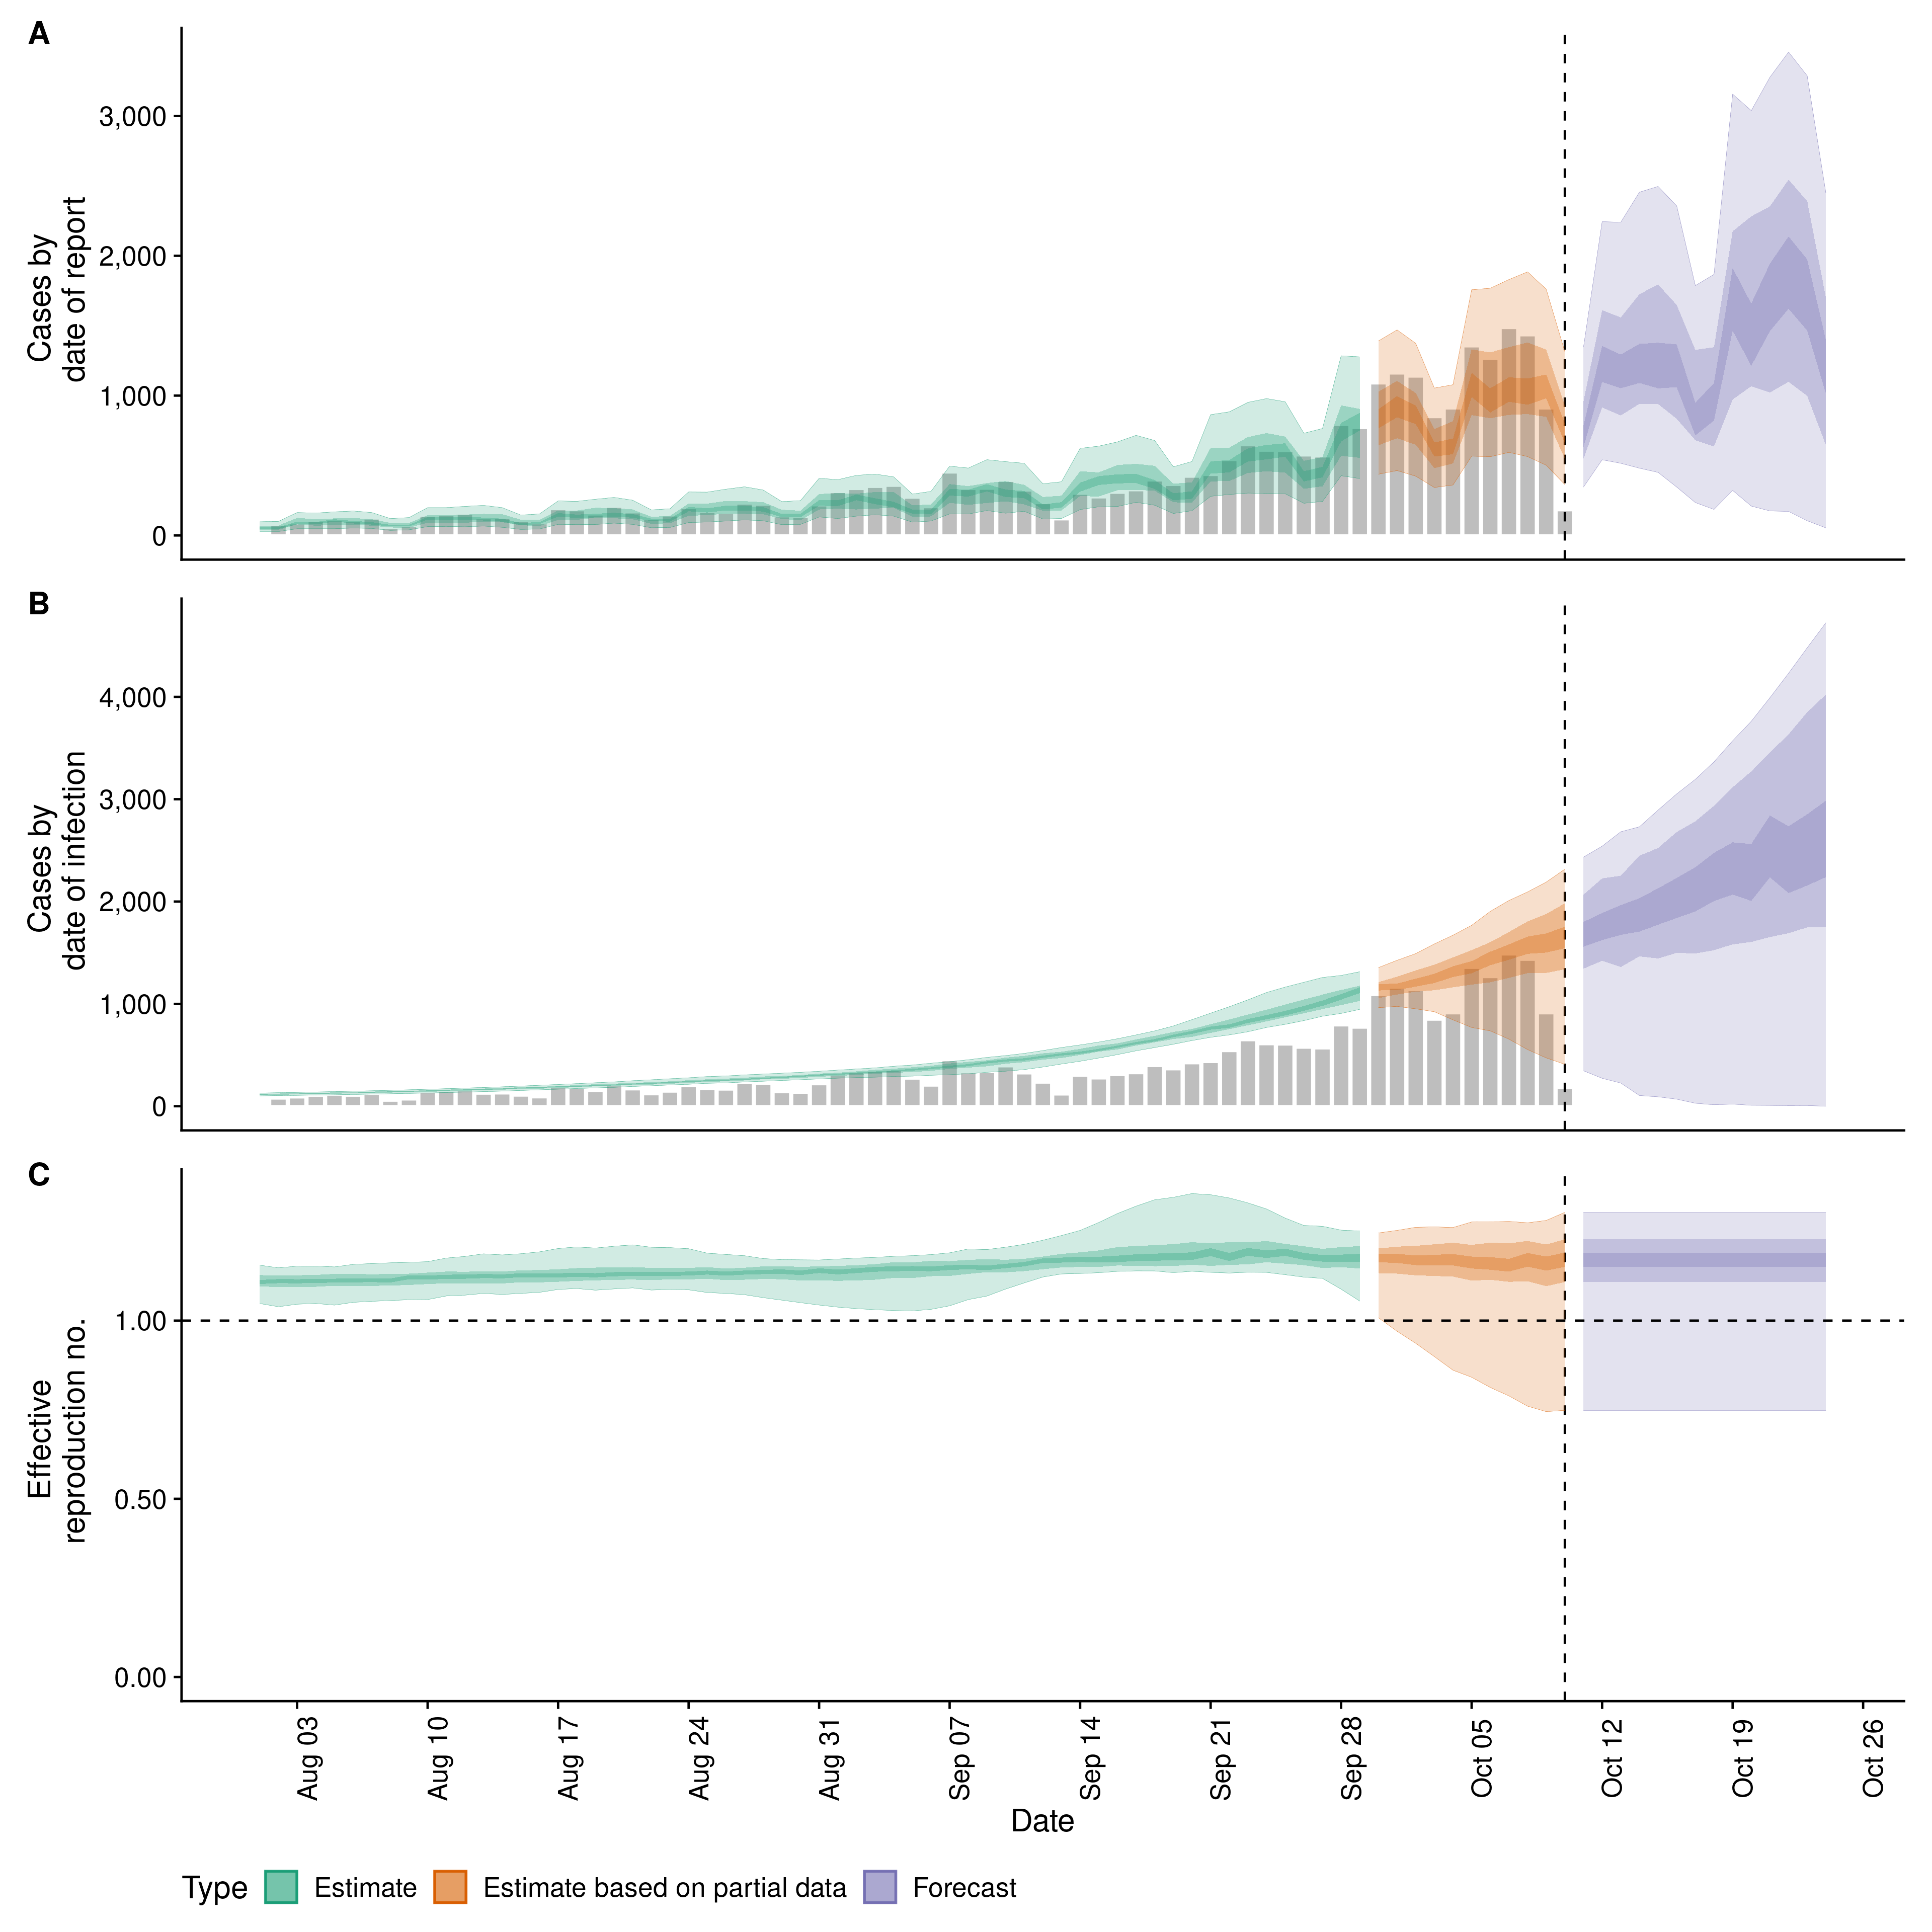 A
Cases by
date of report
3,000
2,000
1,000
0
B
Cases by
date of infection
4,000
3,000
2,000
1,000
0
C
Effective
reproduction no.
1.00
0.50
0.00
Aug 03
Aug 10
Aug 17
Aug 24
Aug 31
Sep 07
Sep 14
Sep 21
Sep 28
Oct 05
Oct 12
Oct 19
Oct 26
Date
Type Estimate Estimate based on partial data Forecast